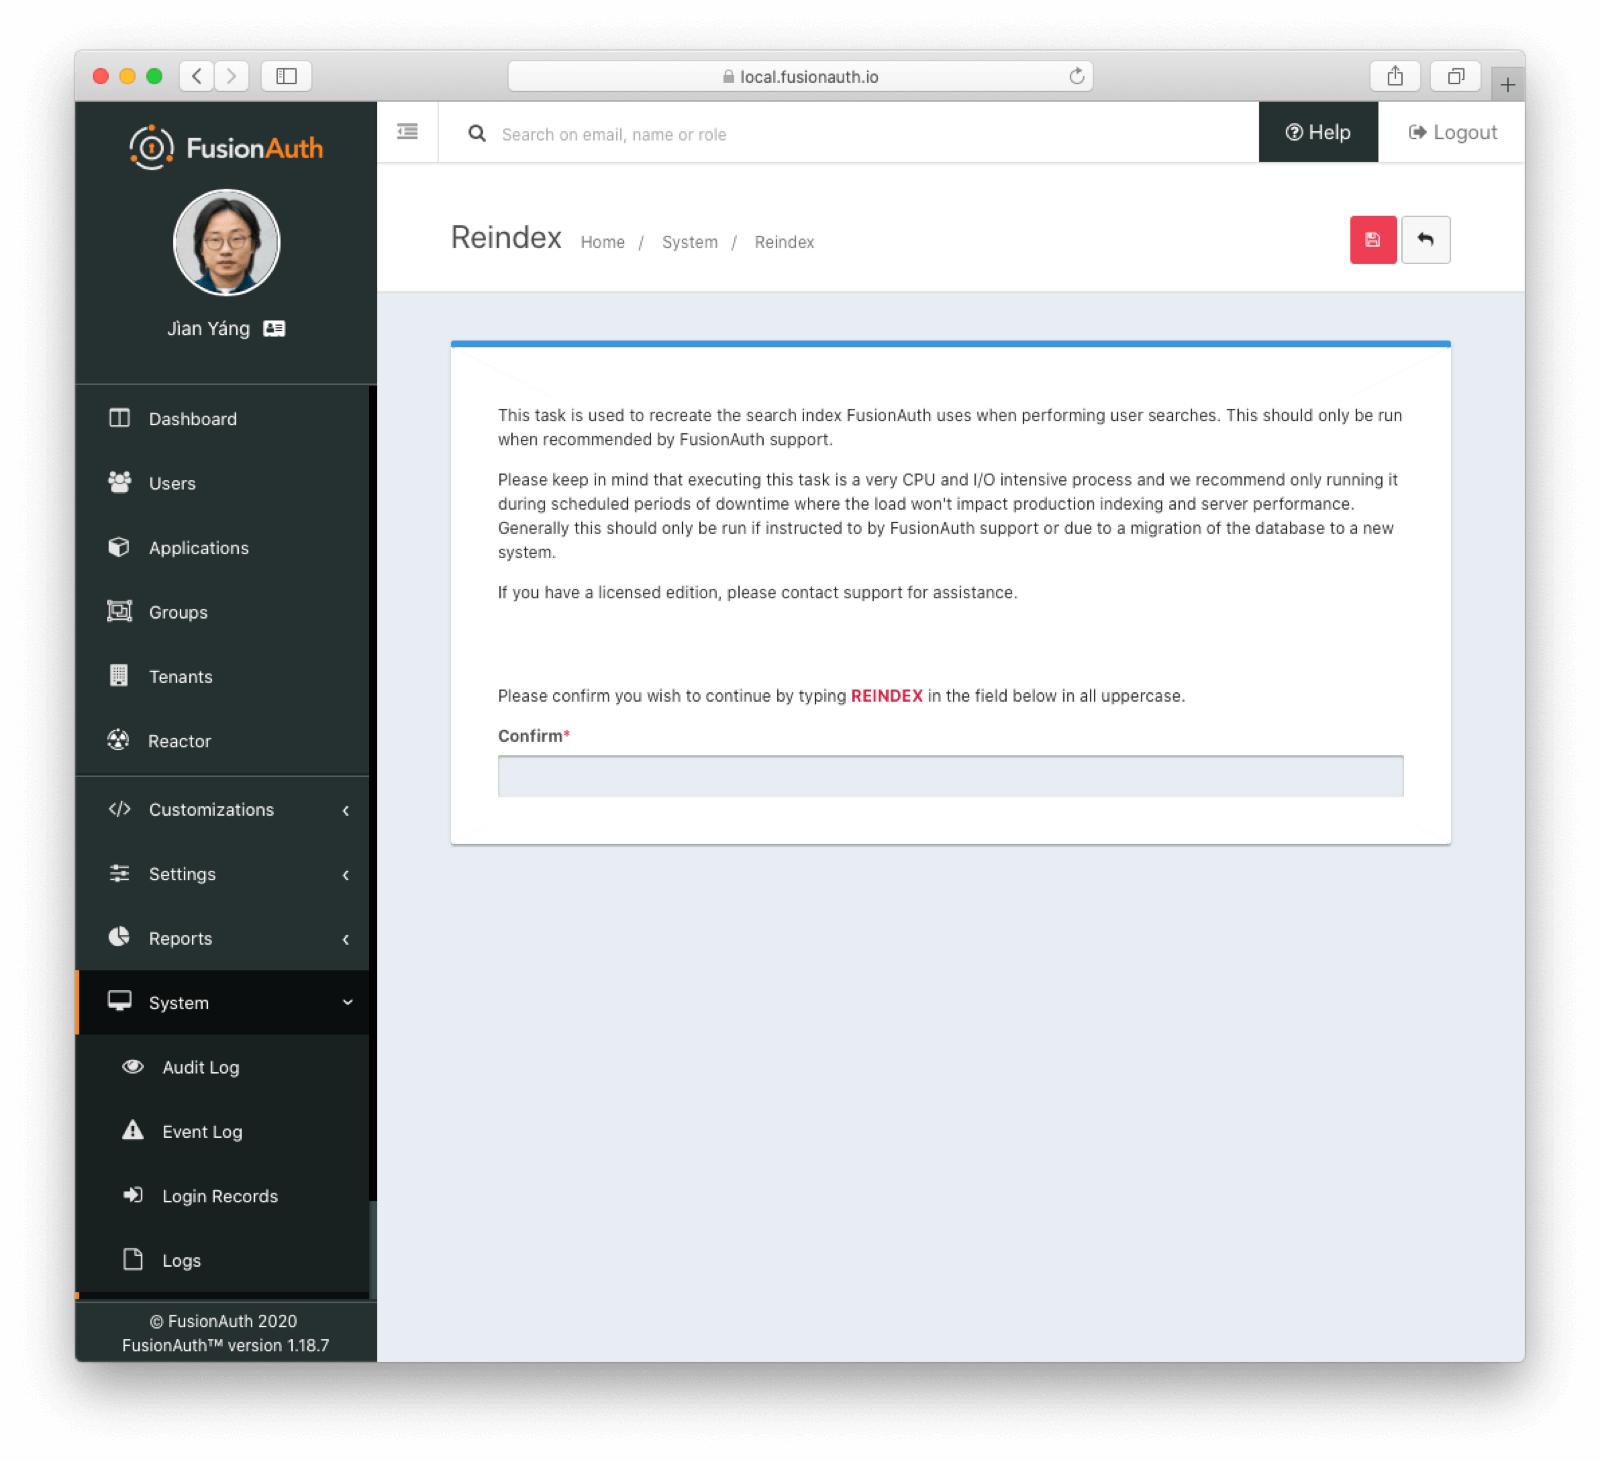 local.fusionauth.io
FusionAuth
Search on email, name or role
Help
Logout
Jìan Yáng
Reindex Home / System / Reindex
Dashboard
Users
Applications
Groups
Tenants
Reactor
Customizations
Settings
Reports
System
Audit Log
Event Log
Login Records
Logs
© FusionAuth 2020
FusionAuth™ version 1.18.7
This task is used to recreate the search index FusionAuth uses when performing user searches. This should only be run
when recommended by FusionAuth support.
Please keep in mind that executing this task is a very CPU and I/O intensive process and we recommend only running it
during scheduled periods of downtime where the load won't impact production indexing and server performance.
Generally this should only be run if instructed to by FusionAuth support or due to a migration of the database to a new
system.
If you have a licensed edition, please contact support for assistance.
Please confirm you wish to continue by typing REINDEX in the field below in all uppercase.
Confirm*